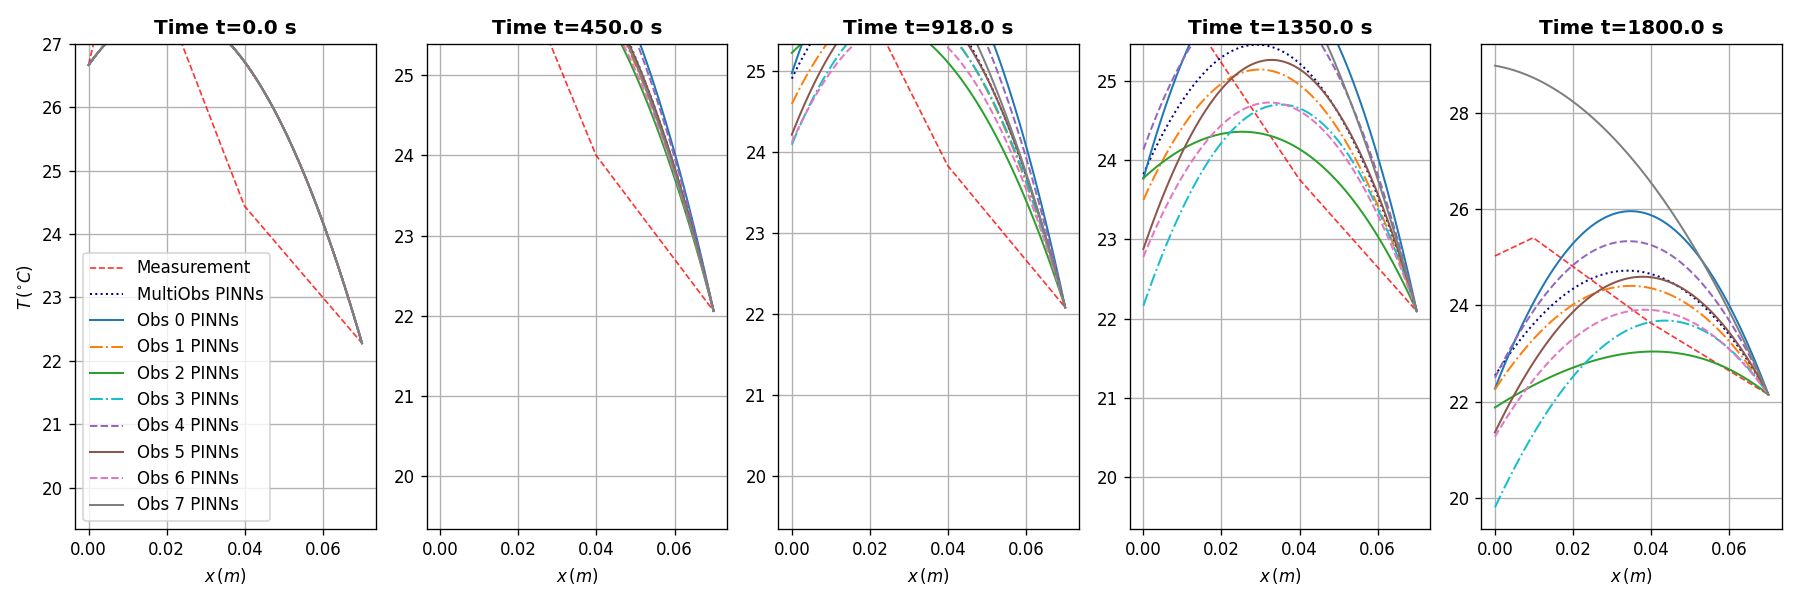 Time t=0.0 s
27
26
25
24
23
22
21
20
T (°C)
0.00 0.02 0.04 0.06
x (m)
Measurement
MultiObs PINNs
Obs 0 PINNs
Obs 1 PINNs
Obs 2 PINNs
Obs 3 PINNs
Obs 4 PINNs
Obs 5 PINNs
Obs 6 PINNs
Obs 7 PINNs
Time t=450.0 s
25
24
23
22
21
20
0.00 0.02 0.04 0.06
x (m)
Time t=918.0 s
25
24
23
22
21
20
0.00 0.02 0.04 0.06
x (m)
Time t=1350.0 s
25
24
23
22
21
20
0.00 0.02 0.04 0.06
x (m)
Time t=1800.0 s
28
26
24
22
20
0.00 0.02 0.04 0.06
x (m)